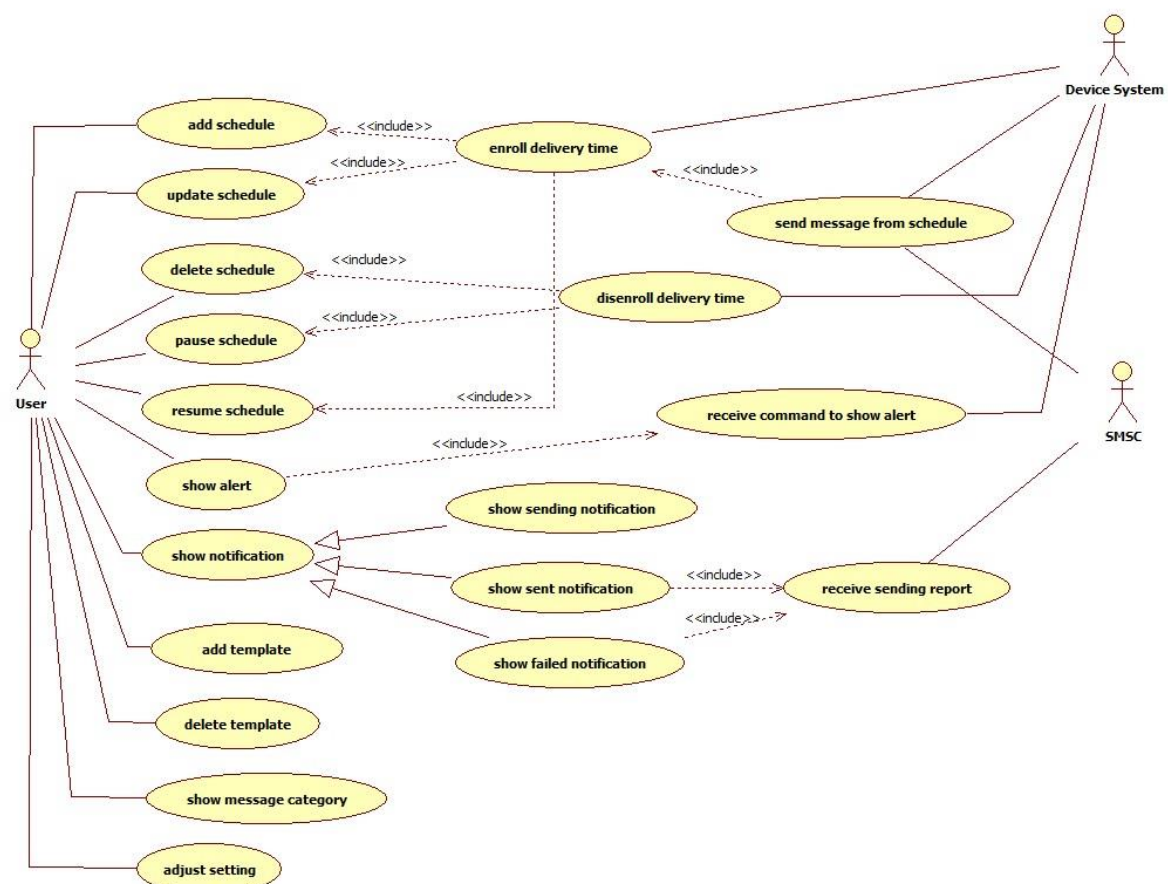 Device System
add schedule
<<include>>
enroll delivery time
<<include>>
<<include>>
update schedule
send message from schedule
delete schedule
<<include>>
disenroll delivery time
<<include>>
pause schedule
User
resume schedule
<<include>>
receive command to show alert
SMSC
<<include>>
show alert
show sending notification
show notification
<<include>>
show sent notification
receive sending report
<<include>>
add template
show failed notification
delete template
show message category
adjust setting